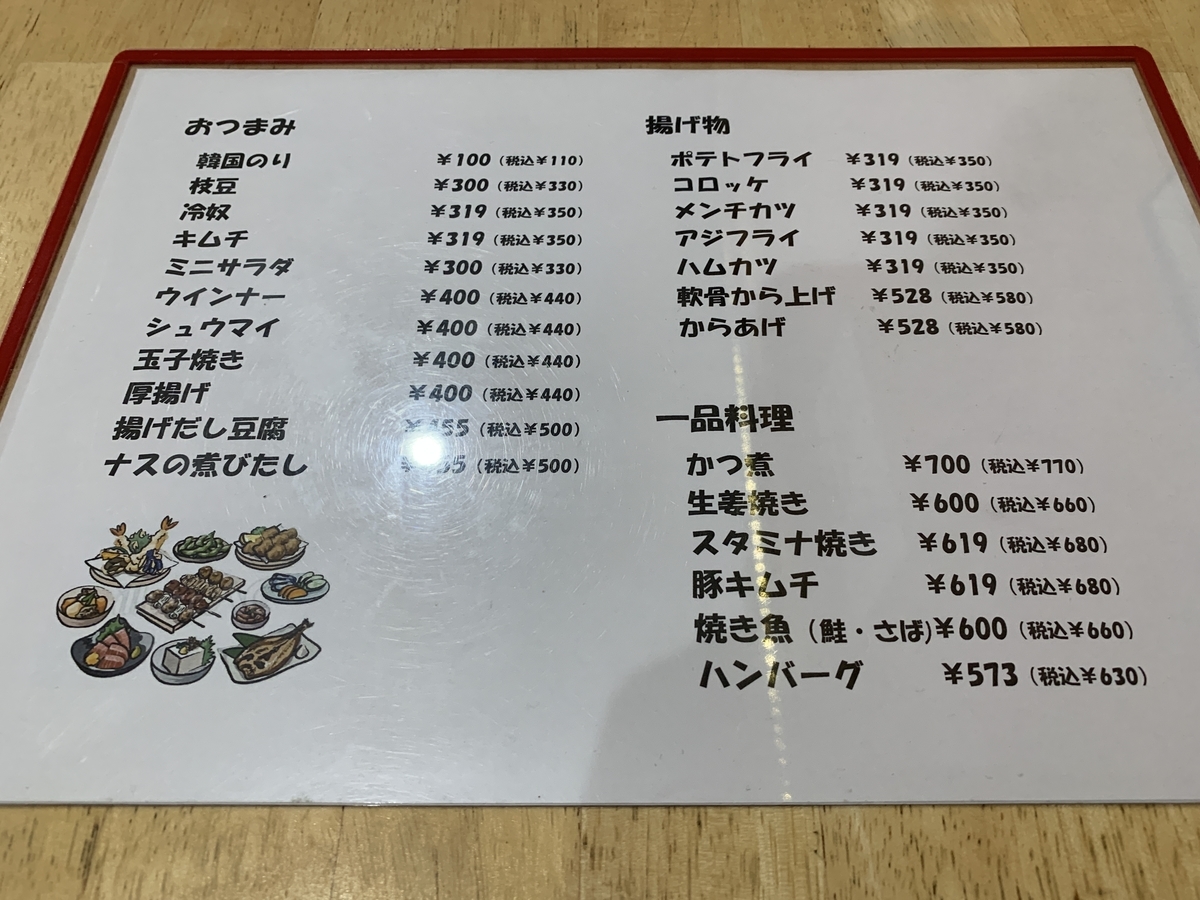 おつまみ
韓国のり ¥100（税込¥110）
枝豆 ¥300（税込¥330）
冷奴 ¥319（税込¥350）
キムチ ¥319（税込¥350）
ミニサラダ ¥300（税込¥330）
ウインナー ¥400（税込¥440）
シュウマイ ¥400（税込¥440）
玉子焼き ¥400（税込¥440）
厚揚げ ¥400（税込¥440）
揚げだし豆腐 （税込¥500）
ナスの煮びたし （税込¥500）
揚げ物
ポテトフライ ¥319（税込¥350）
コロッケ ¥319（税込¥350）
メンチカツ ¥319（税込¥350）
アジフライ ¥319（税込¥350）
ハムカツ ¥319（税込¥350）
軟骨から上げ ¥528（税込¥580）
からあげ ¥528（税込¥580）
一品料理
かつ煮 ¥700（税込¥770）
生姜焼き ¥600（税込¥660）
スタミナ焼き ¥619（税込¥680）
豚キムチ ¥619（税込¥680）
焼き魚（鮭・さば)¥600（税込¥660）
ハンバーグ ¥573（税込¥630）